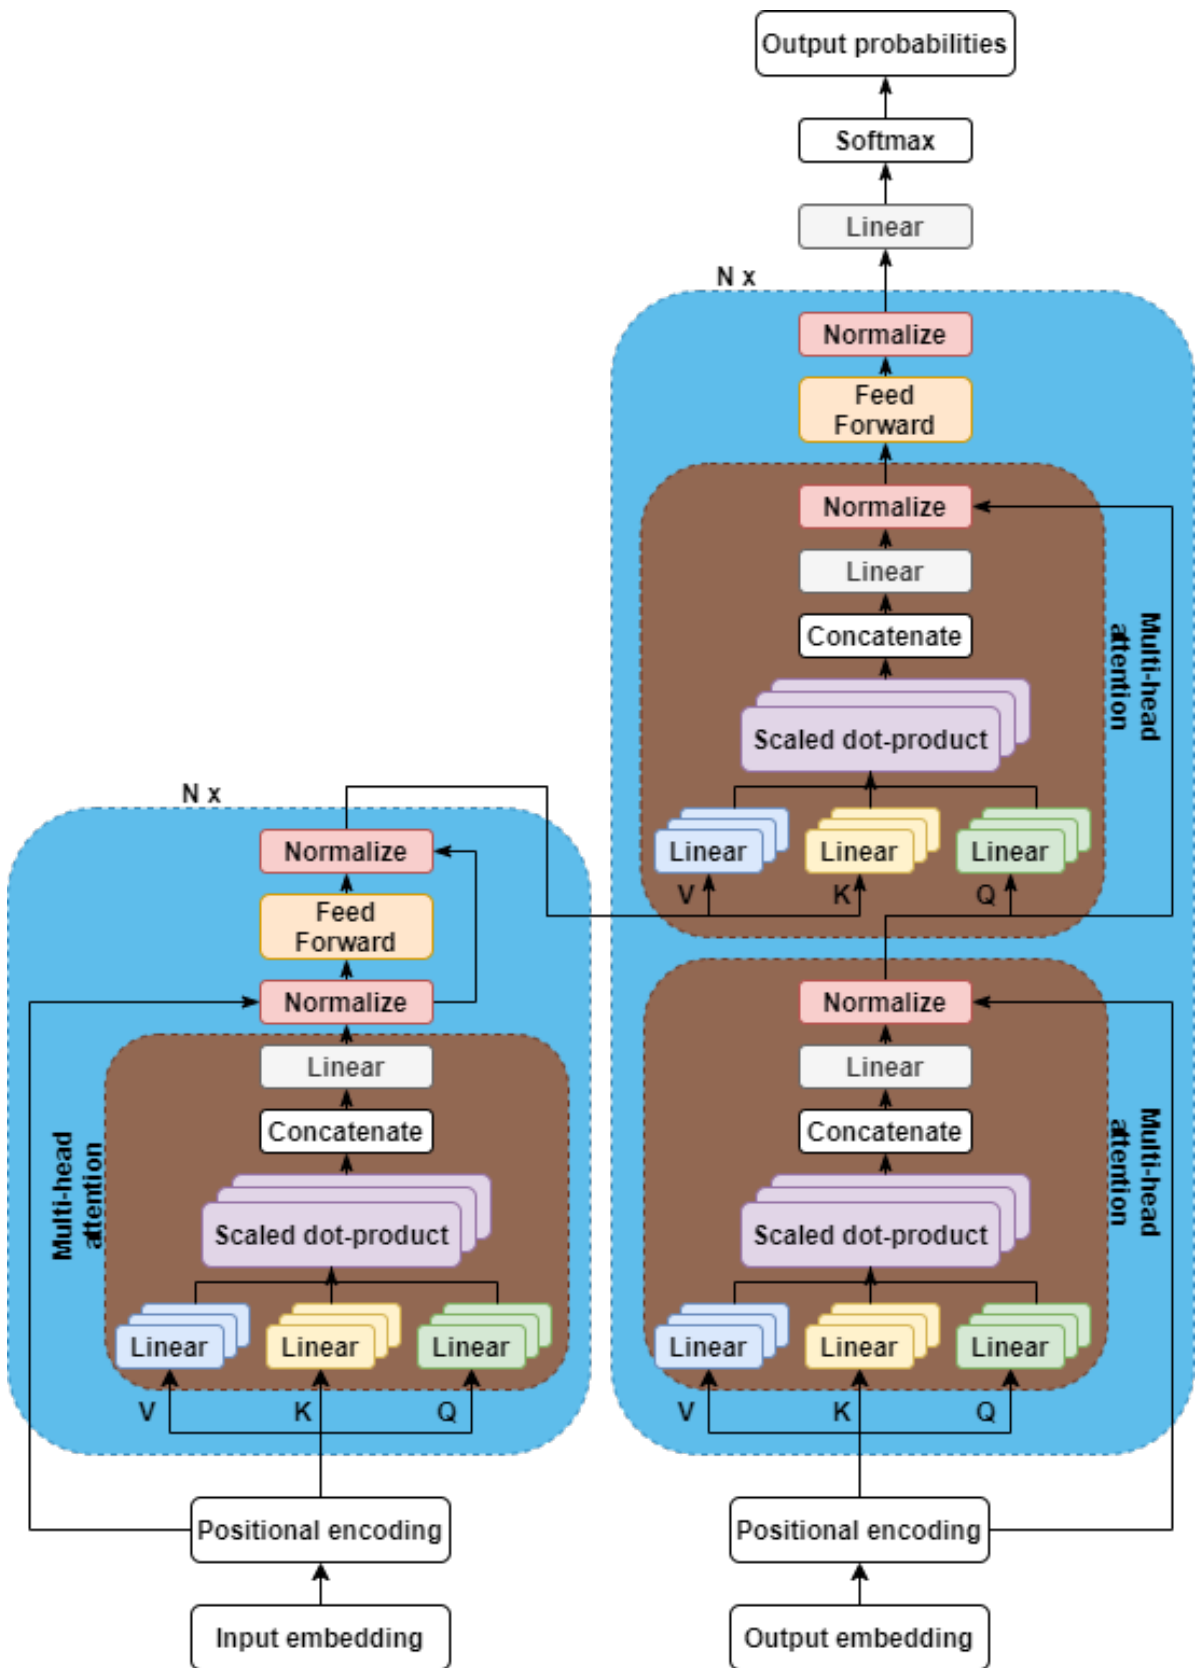 Output probabilities
Softmax
Linear
N x
Normalize
Feed
Forward
Normalize
Linear
Concatenate
Scaled dot-product
Linear
Linear
Linear
V
K
Q
Multi-head
attention
Normalize
Linear
Concatenate
Scaled dot-product
Linear
Linear
Linear
V
K
Q
Multi-head
attention
Positional encoding
Output embedding
N x
Normalize
Feed
Forward
Normalize
Linear
Concatenate
Scaled dot-product
Linear
Linear
Linear
V
K
Q
Multi-head
attention
Positional encoding
Input embedding